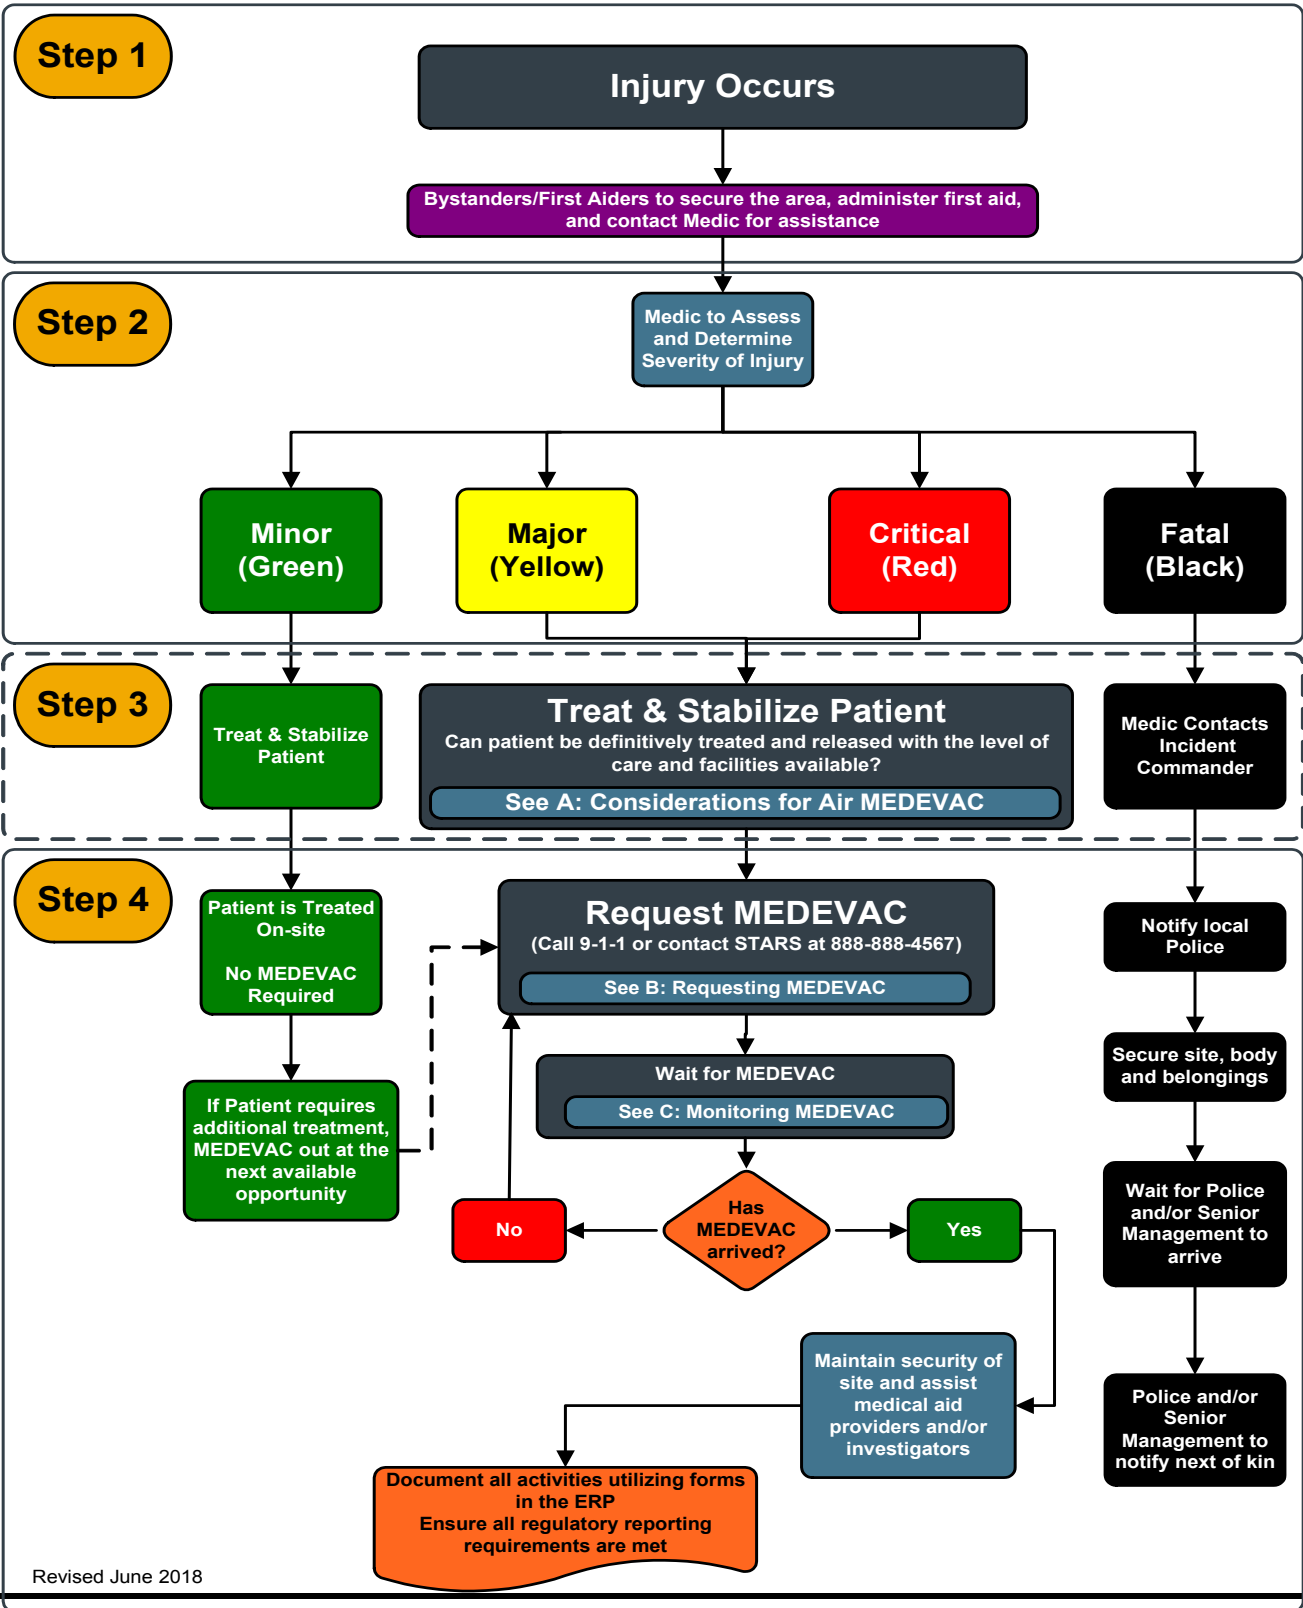 Step 1
Injury Occurs
Bystanders/First Aiders to secure the area, administer first aid,
and contact Medic for assistance
Step 2
Medic to Assess
and Determine
Severity of Injury
Minor
(Green)
Major
(Yellow)
Critical
(Red)
Fatal
(Black)
Step 3
Treat & Stabilize
Patient
Treat & Stabilize Patient
Can patient be definitively treated and released with the level of
care and facilities available?
See A: Considerations for Air MEDEVAC
Medic Contacts
Incident
Commander
Step 4
Patient is Treated
On-site
No MEDEVAC
Required
If Patient requires
additional treatment,
MEDEVAC out at the
next available
opportunity
Request MEDEVAC
(Call 9-1-1 or contact STARS at 888-888-4567)
See B: Requesting MEDEVAC
Wait for MEDEVAC
See C: Monitoring MEDEVAC
Has
MEDEVAC
arrived?
No
Yes
Maintain security of
site and assist
medical aid
providers and/or
investigators
Document all activities utilizing forms
in the ERP
Ensure all regulatory reporting
requirements are met
Notify local
Police
Secure site, body
and belongings
Wait for Police
and/or Senior
Management to
arrive
Police and/or
Senior
Management to
notify next of kin
Revised June 2018